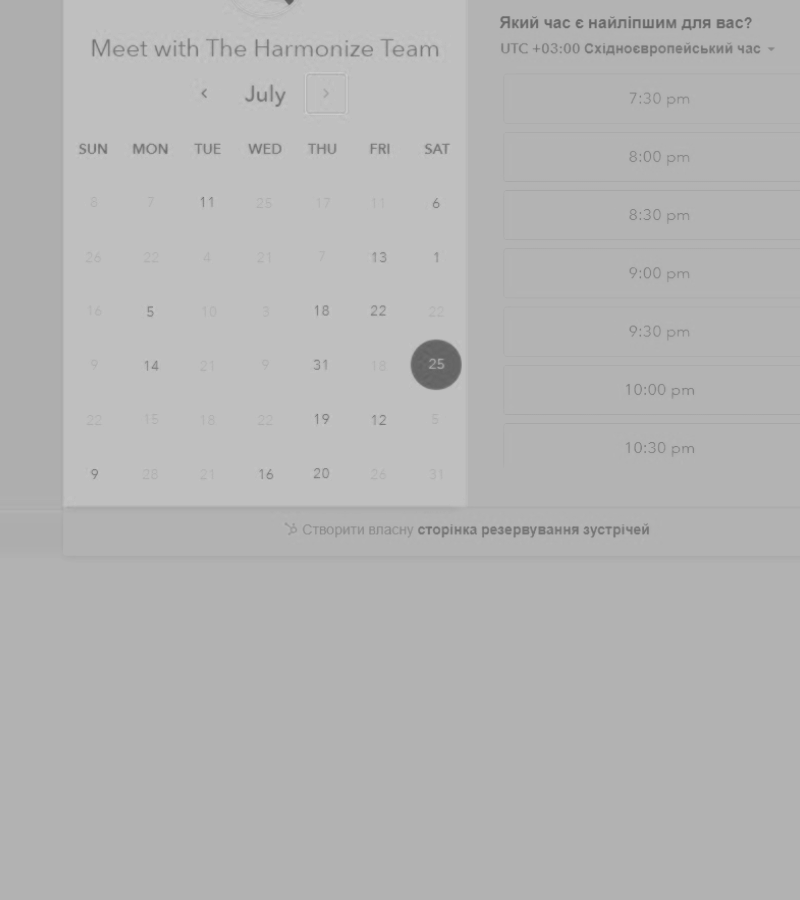 Meet with The Harmonize Team
July
SUN MON TUE WED THU FRI SAT
8 7 11 25 17 11 6
26 22 4 21 7 13 1
16 5 10 3 18 22 22
9 14 21 9 31 18 25
22 15 18 22 19 12 5
9 28 21 16 20 26 31
Який час є найліпшим для вас?
UTC +03:00 Східноєвропейський час
7:30 pm
8:00 pm
8:30 pm
9:00 pm
9:30 pm
10:00 pm
10:30 pm
Створити власну сторінка резервування зустрічей